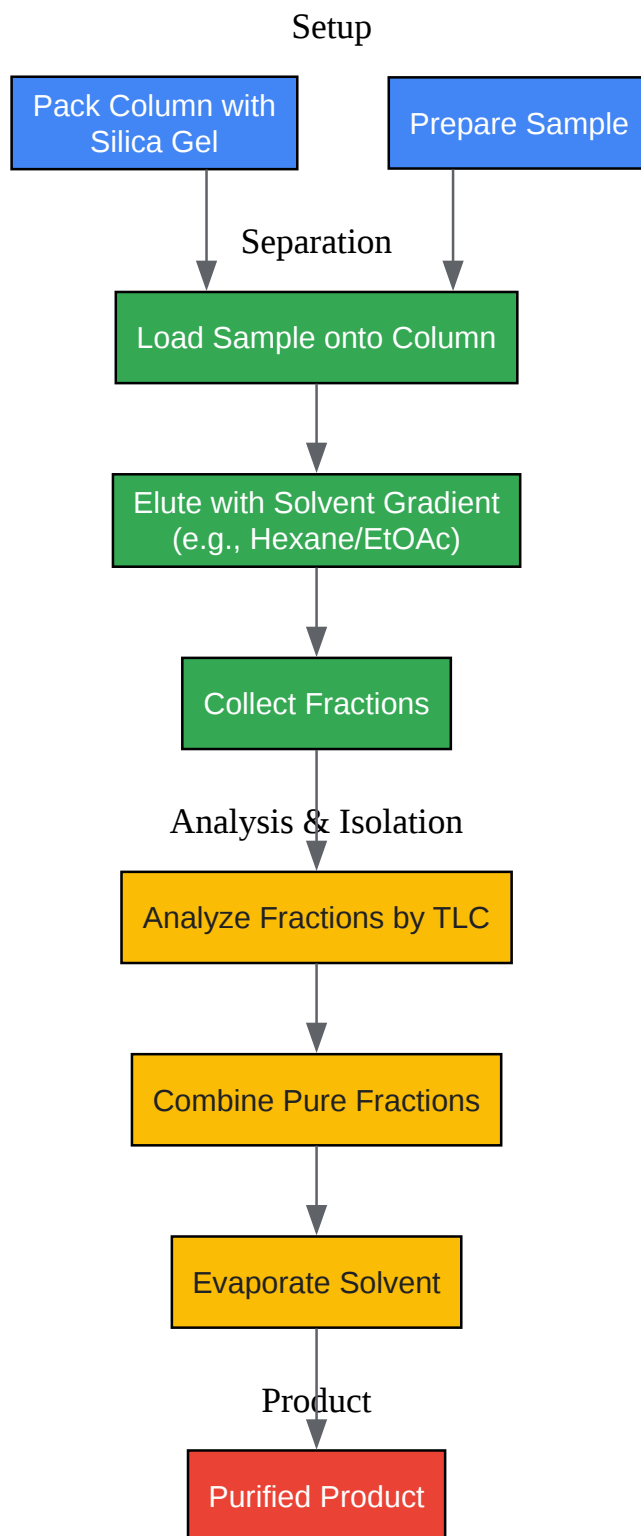 Setup
Pack Column with
Silica Gel
Prepare Sample
Separation
Load Sample onto Column
Elute with Solvent Gradient
(e.g., Hexane/EtOAc)
Collect Fractions
Analysis & Isolation
Analyze Fractions by TLC
Combine Pure Fractions
Evaporate Solvent
Product
Purified Product